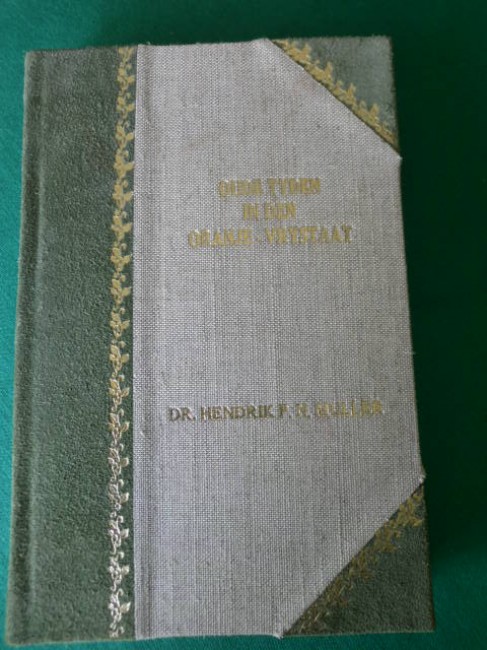 OUDE TYDEN
IN DEN
ORANJE-VRYSTAAT
DR. HENDRIK P. N. MULLER